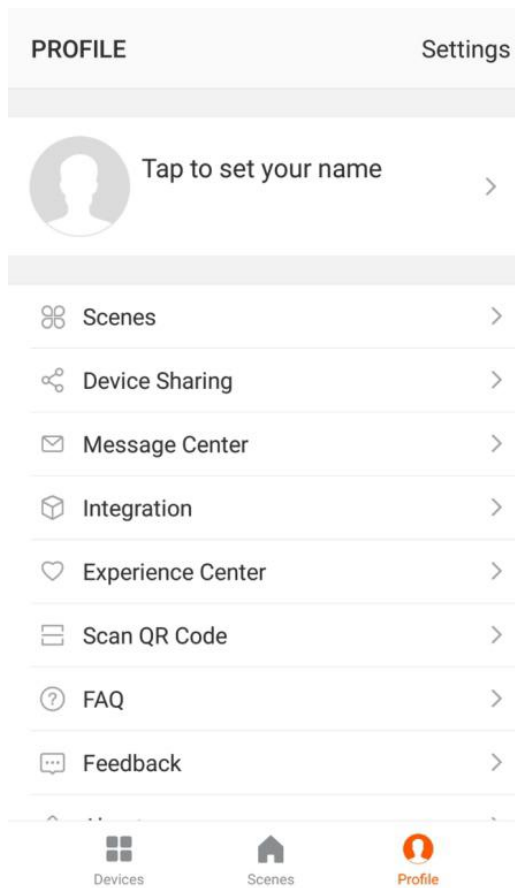 PROFILE Settings
Tap to set your name
Scenes
Device Sharing
Message Center
Integration
Experience Center
Scan QR Code
FAQ
Feedback
Devices Scenes Profile